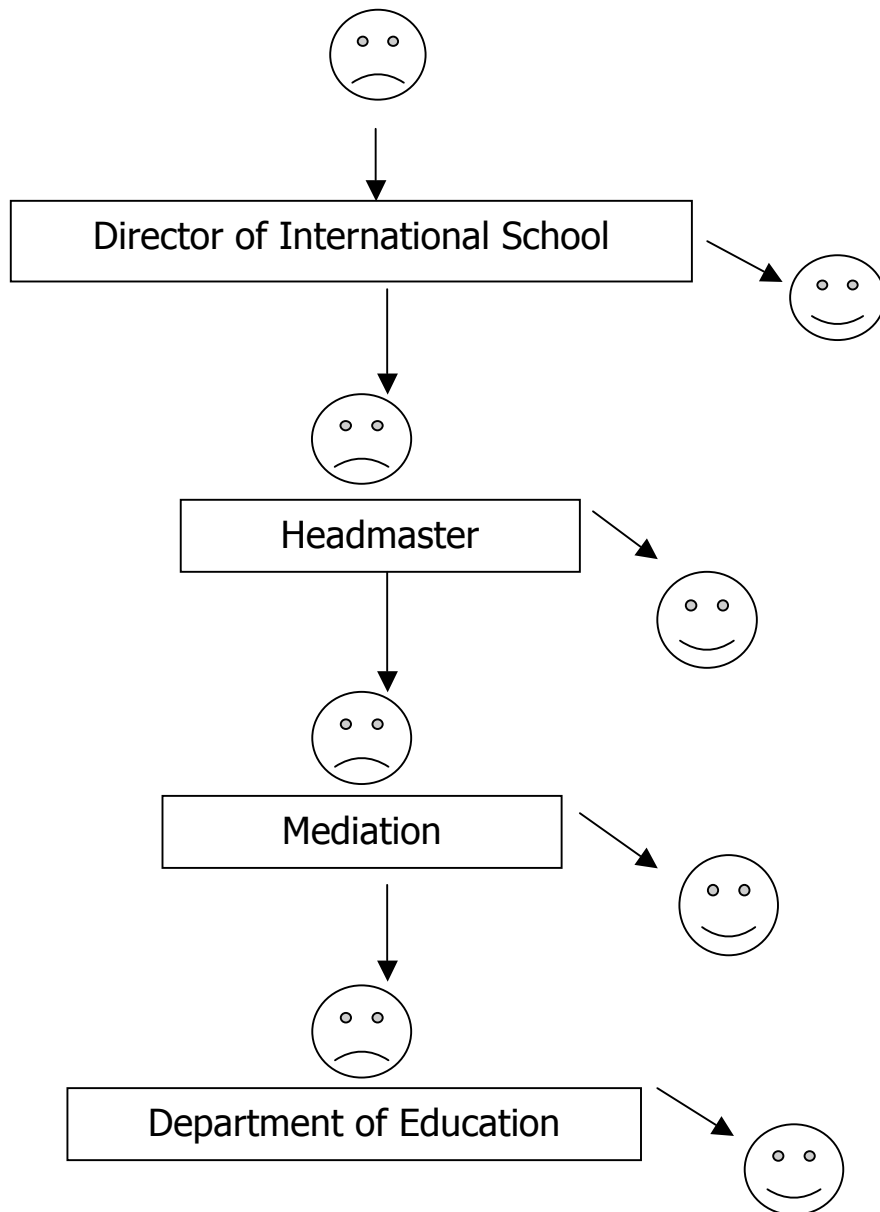 Director of International School
Headmaster
Mediation
Department of Education